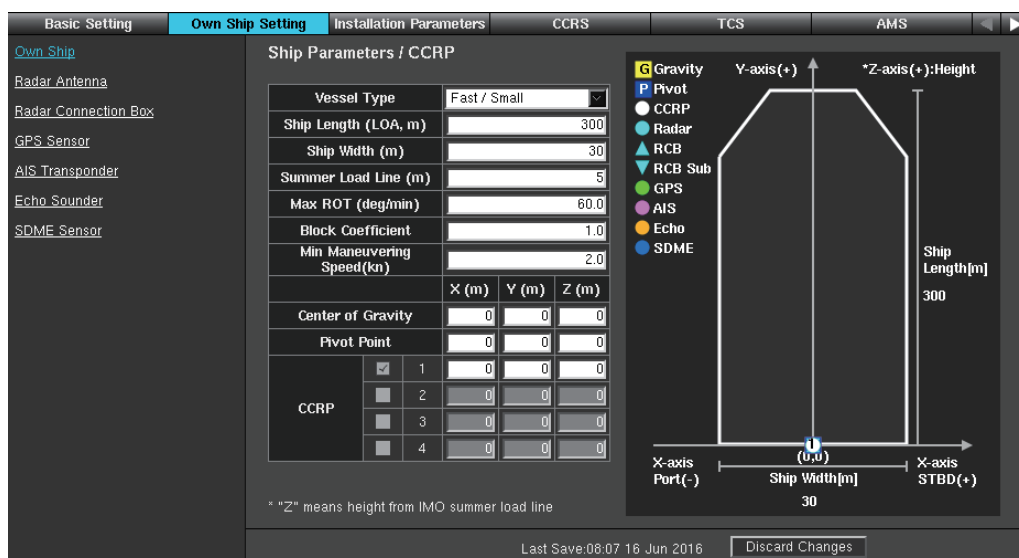 Basic Setting
Own Ship Setting
Installation Parameters
CCRS
TCS
AMS
Own Ship
Radar Antenna
Radar Connection Box
GPS Sensor
AIS Transponder
Echo Sounder
SDME Sensor
Ship Parameters / CCRP
Vessel Type Fast / Small
Ship Length (LOA, m) 300
Ship Width (m) 30
Summer Load Line (m) 5
Max ROT (deg/min) 60.0
Block Coefficient 1.0
Min Maneuvering
Speed(kn) 2.0
X (m) Y (m) Z (m)
Center of Gravity 0 0 0
Pivot Point 0 0 0
CCRP
1 0 0 0
2 0 0 0
3 0 0 0
4 0 0 0
* "Z" means height from IMO summer load line
G Gravity
P Pivot
CCRP
Radar
RCB
RCB Sub
GPS
AIS
Echo
SDME
Y-axis(+)
*Z-axis(+):Height
Ship
Length[m]
300
(0,0)
X-axis
Port(-)
Ship Width[m]
30
X-axis
STBD(+)
Last Save:08:07 16 Jun 2016
Discard Changes